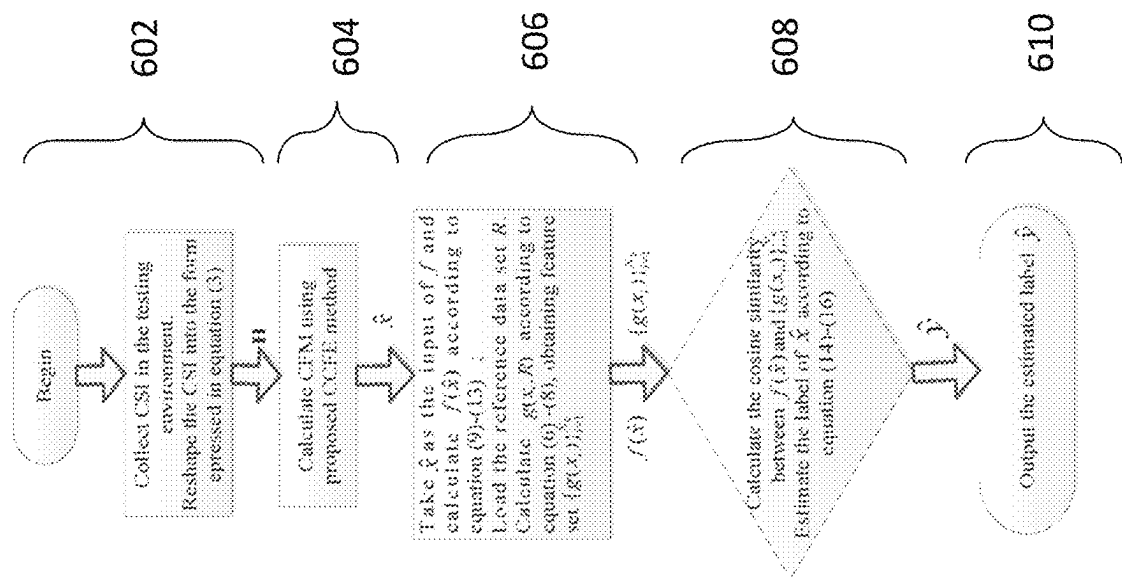 Begin
Collect CSI in the testing
environment.
Reshape the CSI into the form
epressed in equation (3)
602
H
Calculate CFM using
proposed CCFE method
604
x̂
Take x̂ as the input of f and
calculate f(x̂) according to
equation (9)-(13) ;
Load the reference data set R.
Calculate g(x, R) according to
equation (6)-(8), obtaining feature
set {g(xᵢ)}
606
f(x̂) {g(xᵢ)}
Calculate the cosine similarity
between f(x̂) and {g(xᵢ)}
Estimate the label of x̂ according to
equation (14)-(16)
608
ŷ
Output the estimated label ŷ
610